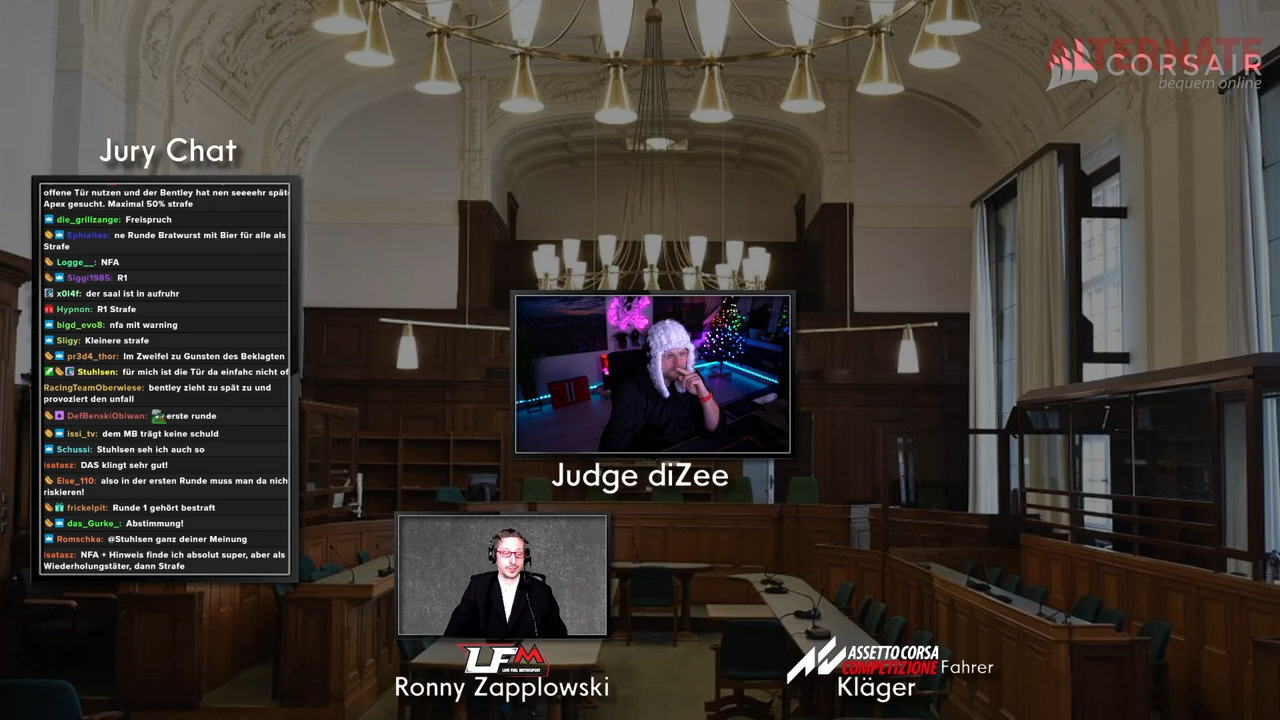 ALTERNATE
CORSAIR
bequem online
Jury Chat
offene Tür nutzen und der Bentley hat nen seeeehr späte
Apex gesucht. Maximal 50% strafe
die_grillzange: Freispruch
Ephiaites: ne Runde Bratwurst mit Bier für alle als
Strafe
Logge__: NFA
Siggi1985: R1
x0l4f: der saal ist in aufruhr
Hypnon: R1 Strafe
bigd_evo8: nfa mit warning
Sligy: Kleinere strafe
pr3d4_thor: Im Zweifel zu Gunsten des Beklagten
Stuhlsen: für mich ist die Tür da einfahc nicht of
RacingTeamOberwiese: bentley zieht zu spät zu und
provoziert den unfall
DefBenskiObiwan: erste runde
issi_tv: dem MB trägt keine schuld
Schussi: Stuhlsen seh ich auch so
isatasz: DAS klingt sehr gut!
Else_110: also in der ersten Runde muss man da nich
riskieren!
frickelpit: Runde 1 gehört bestraft
das_Gurke_: Abstimmung!
Romschka: @Stuhlsen ganz deiner Meinung
isatasz: NFA + Hinweis finde ich absolut super, aber als
Wiederholungstäter, dann Strafe
Judge diZee
LFM
Ronny Zapplowski
ASSETTO CORSA
COMPETIZIONE Fahrer
Kläger